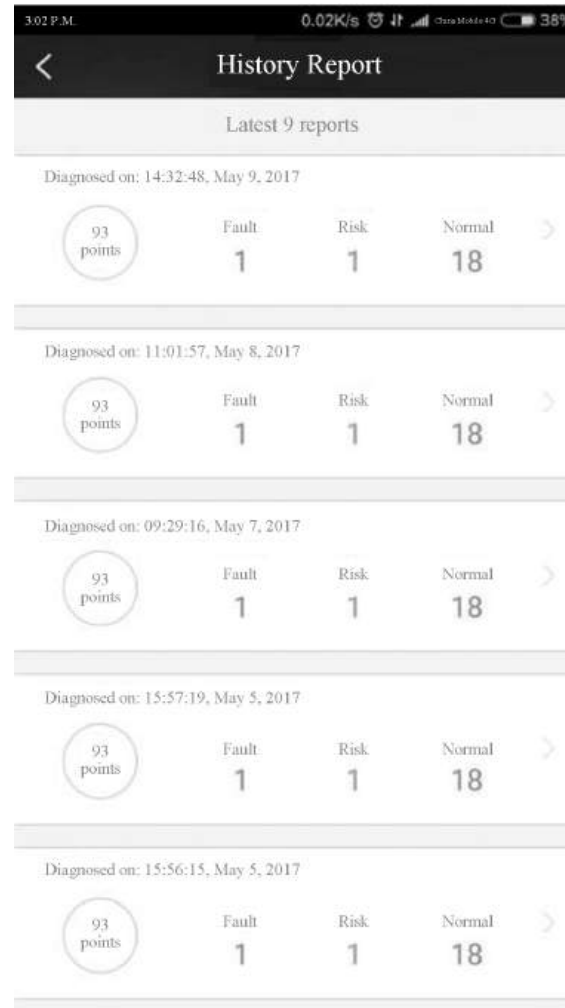 3:02 P.M. 0.02K/s China Mobile 4G 38%
History Report
Latest 9 reports
Diagnosed on: 14:32:48, May 9, 2017
93 points
Fault Risk Normal
1 1 18
Diagnosed on: 11:01:57, May 8, 2017
93 points
Fault Risk Normal
1 1 18
Diagnosed on: 09:29:16, May 7, 2017
93 points
Fault Risk Normal
1 1 18
Diagnosed on: 15:57:19, May 5, 2017
93 points
Fault Risk Normal
1 1 18
Diagnosed on: 15:56:15, May 5, 2017
93 points
Fault Risk Normal
1 1 18